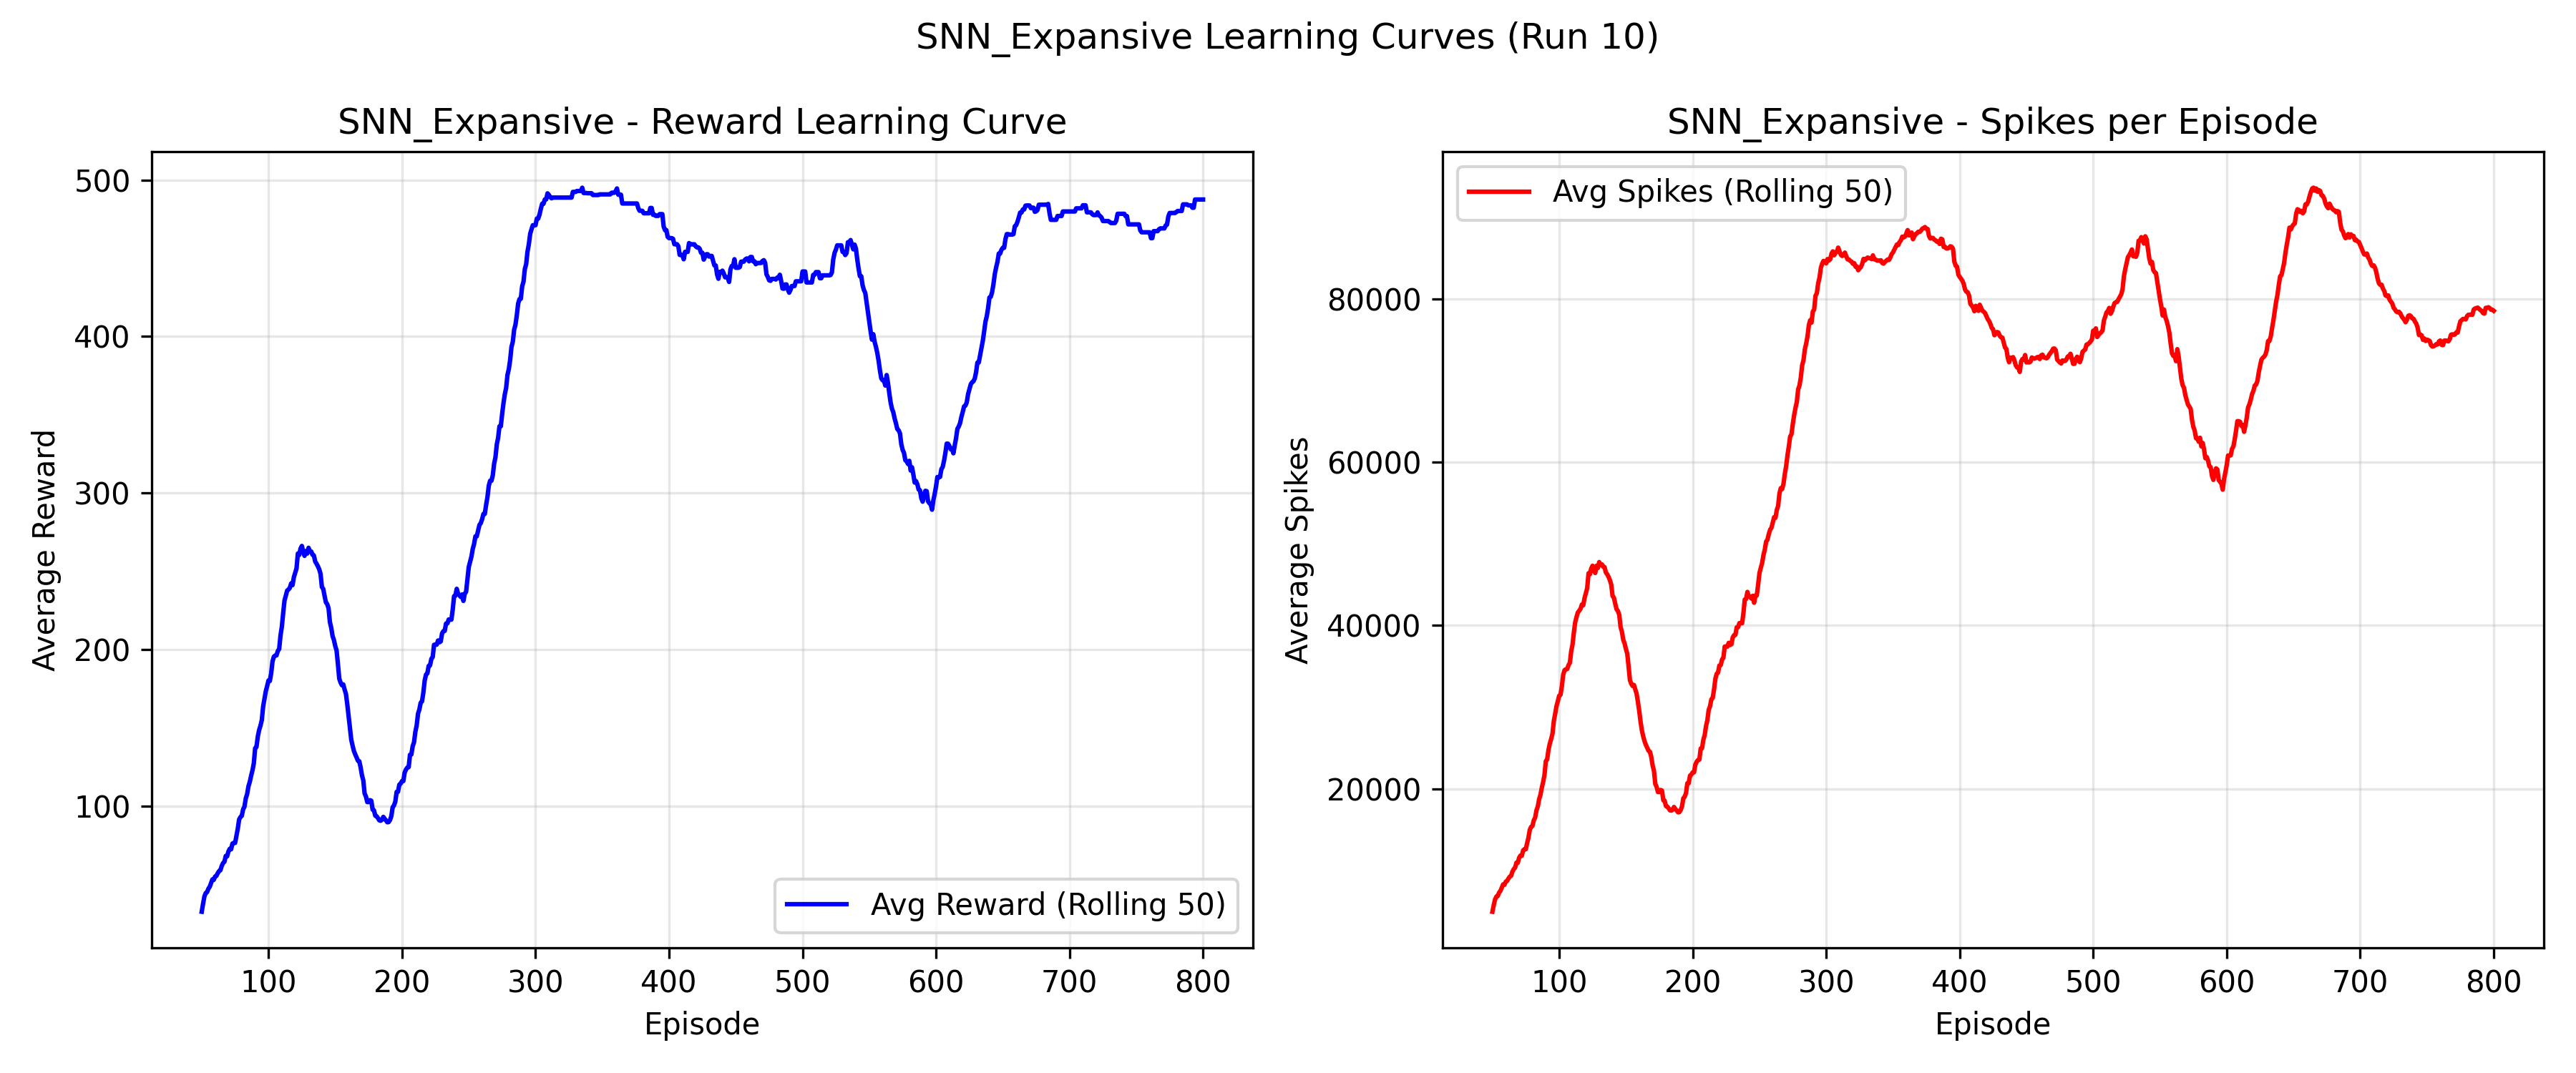 SNN_Expansive Learning Curves (Run 10)
SNN_Expansive - Reward Learning Curve
500
400
300
200
100
Average Reward
Avg Reward (Rolling 50)
100 200 300 400 500 600 700 800
Episode
SNN_Expansive - Spikes per Episode
Avg Spikes (Rolling 50)
80000
60000
40000
20000
Average Spikes
100 200 300 400 500 600 700 800
Episode